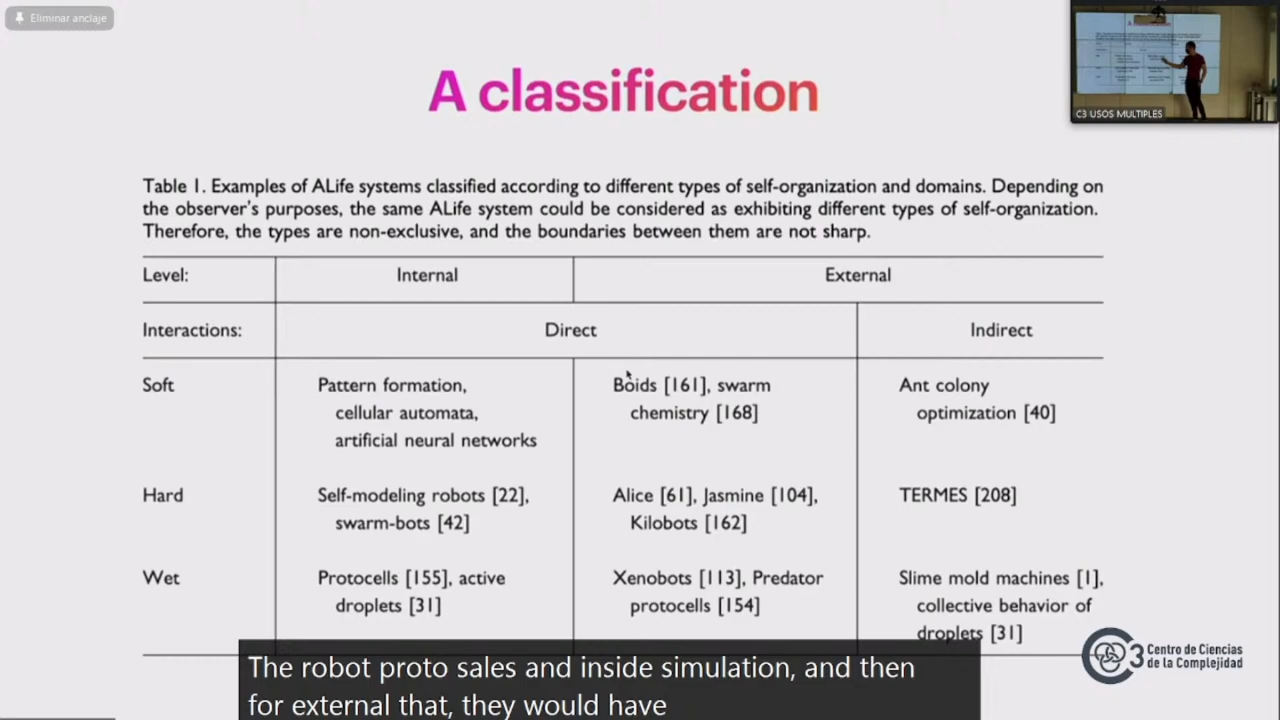 Eliminar anclaje
A classification
C3 USOS MULTIPLES
Table 1. Examples of ALife systems classified according to different types of self-organization and domains. Depending on
the observer's purposes, the same ALife system could be considered as exhibiting different types of self-organization.
Therefore, the types are non-exclusive, and the boundaries between them are not sharp.
Level: Internal External
Interactions: Direct Indirect
Soft Pattern formation, Boids [161], swarm Ant colony
cellular automata, chemistry [168] optimization [40]
artificial neural networks
Hard Self-modeling robots [22], Alice [61], Jasmine [104], TERMES [208]
swarm-bots [42] Kilobots [162]
Wet Protocells [155], active Xenobots [113], Predator Slime mold machines [1],
droplets [31] protocells [154] collective behavior of
droplets [31]
C3 Centro de Ciencias
de la Complejidad
The robot proto sales and inside simulation, and then
for external that, they would have